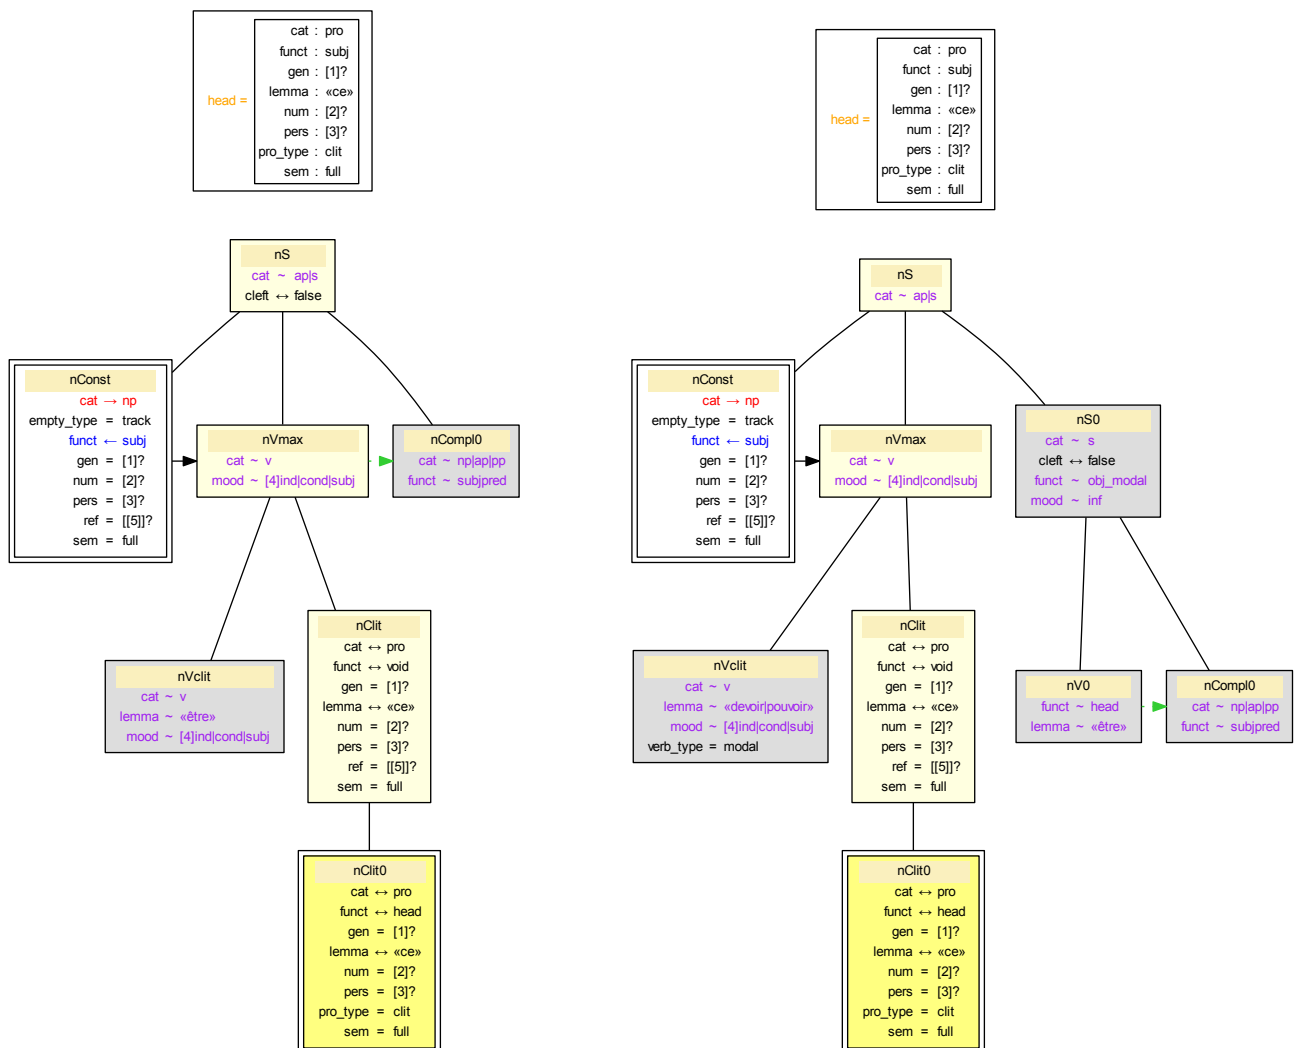 head =
cat : pro
funct : subj
gen : [1]?
lemma : «ce»
num : [2]?
pers : [3]?
pro_type : clit
sem : full
nS
cat ~ ap|s
cleft ↔ false
nConst
cat → np
empty_type = track
funct ← subj
gen = [1]?
num = [2]?
pers = [3]?
ref = [[5]]?
sem = full
nVmax
cat ~ v
mood ~ [4]ind|cond|subj
nCompl0
cat ~ np|ap|pp
funct ~ subjpred
nVclit
cat ~ v
lemma ~ «être»
mood ~ [4]ind|cond|subj
nClit
cat ↔ pro
funct ↔ void
gen = [1]?
lemma ↔ «ce»
num = [2]?
pers = [3]?
ref = [[5]]?
sem = full
nClit0
cat ↔ pro
funct ↔ head
gen = [1]?
lemma ↔ «ce»
num = [2]?
pers = [3]?
pro_type = clit
sem = full
head =
cat : pro
funct : subj
gen : [1]?
lemma : «ce»
num : [2]?
pers : [3]?
pro_type : clit
sem : full
nS
cat ~ ap|s
nConst
cat → np
empty_type = track
funct ← subj
gen = [1]?
num = [2]?
pers = [3]?
ref = [[5]]?
sem = full
nVmax
cat ~ v
mood ~ [4]ind|cond|subj
nS0
cat ~ s
cleft ↔ false
funct ~ obj_modal
mood ~ inf
nVclit
cat ~ v
lemma ~ «devoir|pouvoir»
mood ~ [4]ind|cond|subj
verb_type = modal
nClit
cat ↔ pro
funct ↔ void
gen = [1]?
lemma ↔ «ce»
num = [2]?
pers = [3]?
ref = [[5]]?
sem = full
nV0
funct ~ head
lemma ~ «être»
nCompl0
cat ~ np|ap|pp
funct ~ subjpred
nClit0
cat ↔ pro
funct ↔ head
gen = [1]?
lemma ↔ «ce»
num = [2]?
pers = [3]?
pro_type = clit
sem = full